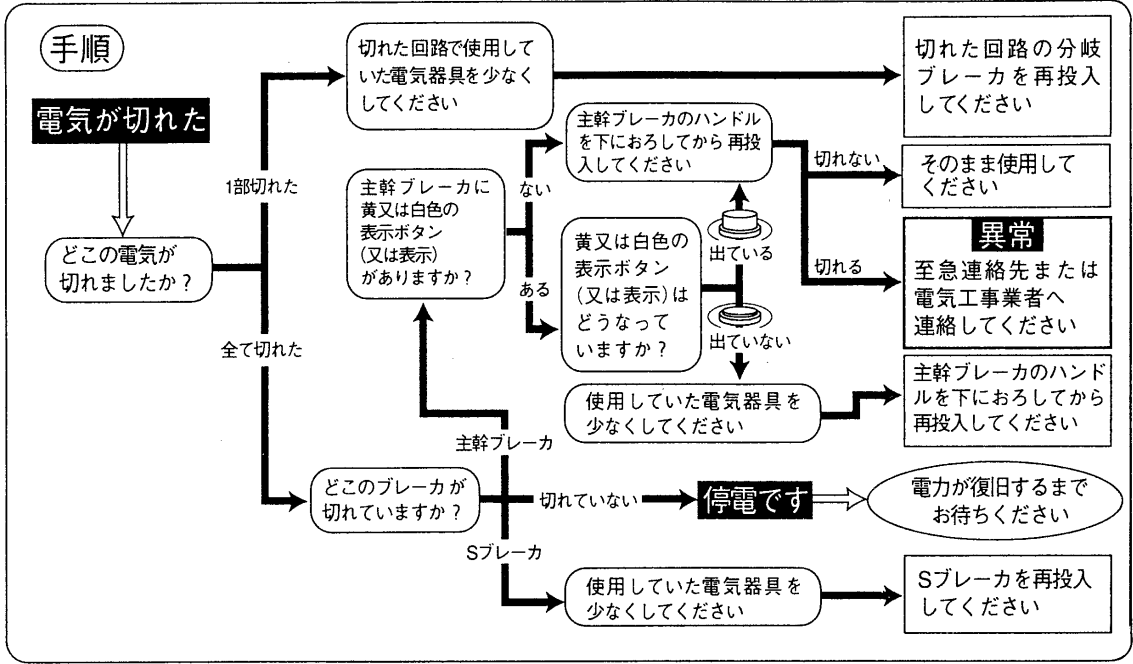 手順
電気が切れた
どこの電気が
切れましたか？
1部切れた
全て切れた
切れた回路で使用して
いた電気器具を少なく
してください
切れた回路の分岐
ブレーカを再投入
してください
主幹ブレーカに
黄又は白色の
表示ボタン
(又は表示)
がありますか？
ない
ある
主幹ブレーカのハンドル
を下におろしてから再投
入してください
切れない
切れる
そのまま使用して
ください
異常
至急連絡先または
電気工事業者へ
連絡してください
黄又は白色の
表示ボタン
(又は表示)は
どうなって
いますか？
出ている
出ていない
使用していた電気器具を
少なくしてください
主幹ブレーカのハンド
ルを下におろしてから
再投入してください
どこのブレーカが
切れていますか？
主幹ブレーカ
切れていない
Sブレーカ
停電です
電力が復旧するまで
お待ちください
使用していた電気器具を
少なくしてください
Sブレーカを再投入
してください